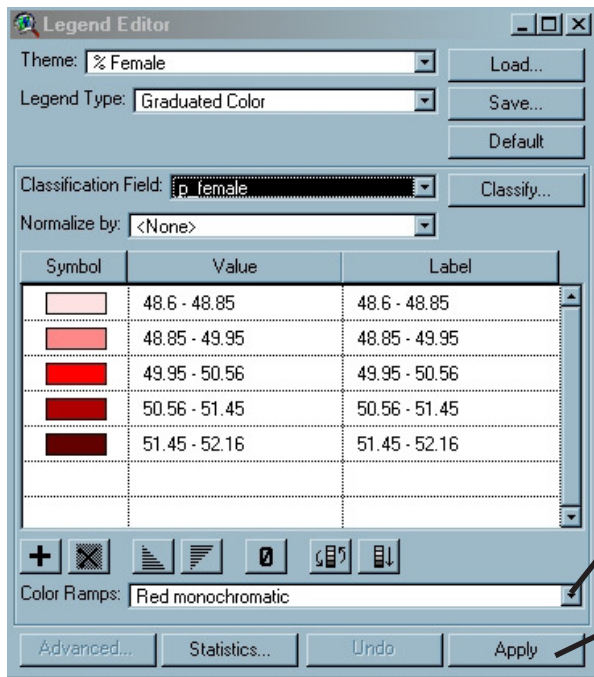 Legend Editor
Theme: % Female
Load...
Legend Type: Graduated Color
Save...
Default
Classification Field: p_female
Classify...
Normalize by: <None>
Symbol Value Label
48.6 - 48.85 48.6 - 48.85
48.85 - 49.95 48.85 - 49.95
49.95 - 50.56 49.95 - 50.56
50.56 - 51.45 50.56 - 51.45
51.45 - 52.16 51.45 - 52.16
0
Color Ramps: Red monochromatic
Advanced... Statistics... Undo Apply